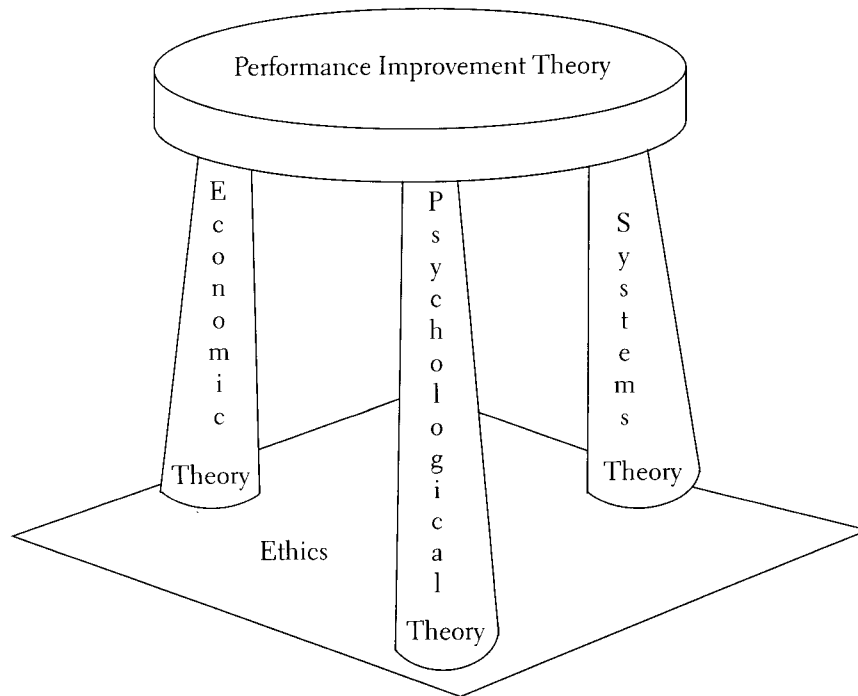 Performance Improvement Theory
Economic
Theory
Psychological
Theory
Systems
Theory
Ethics